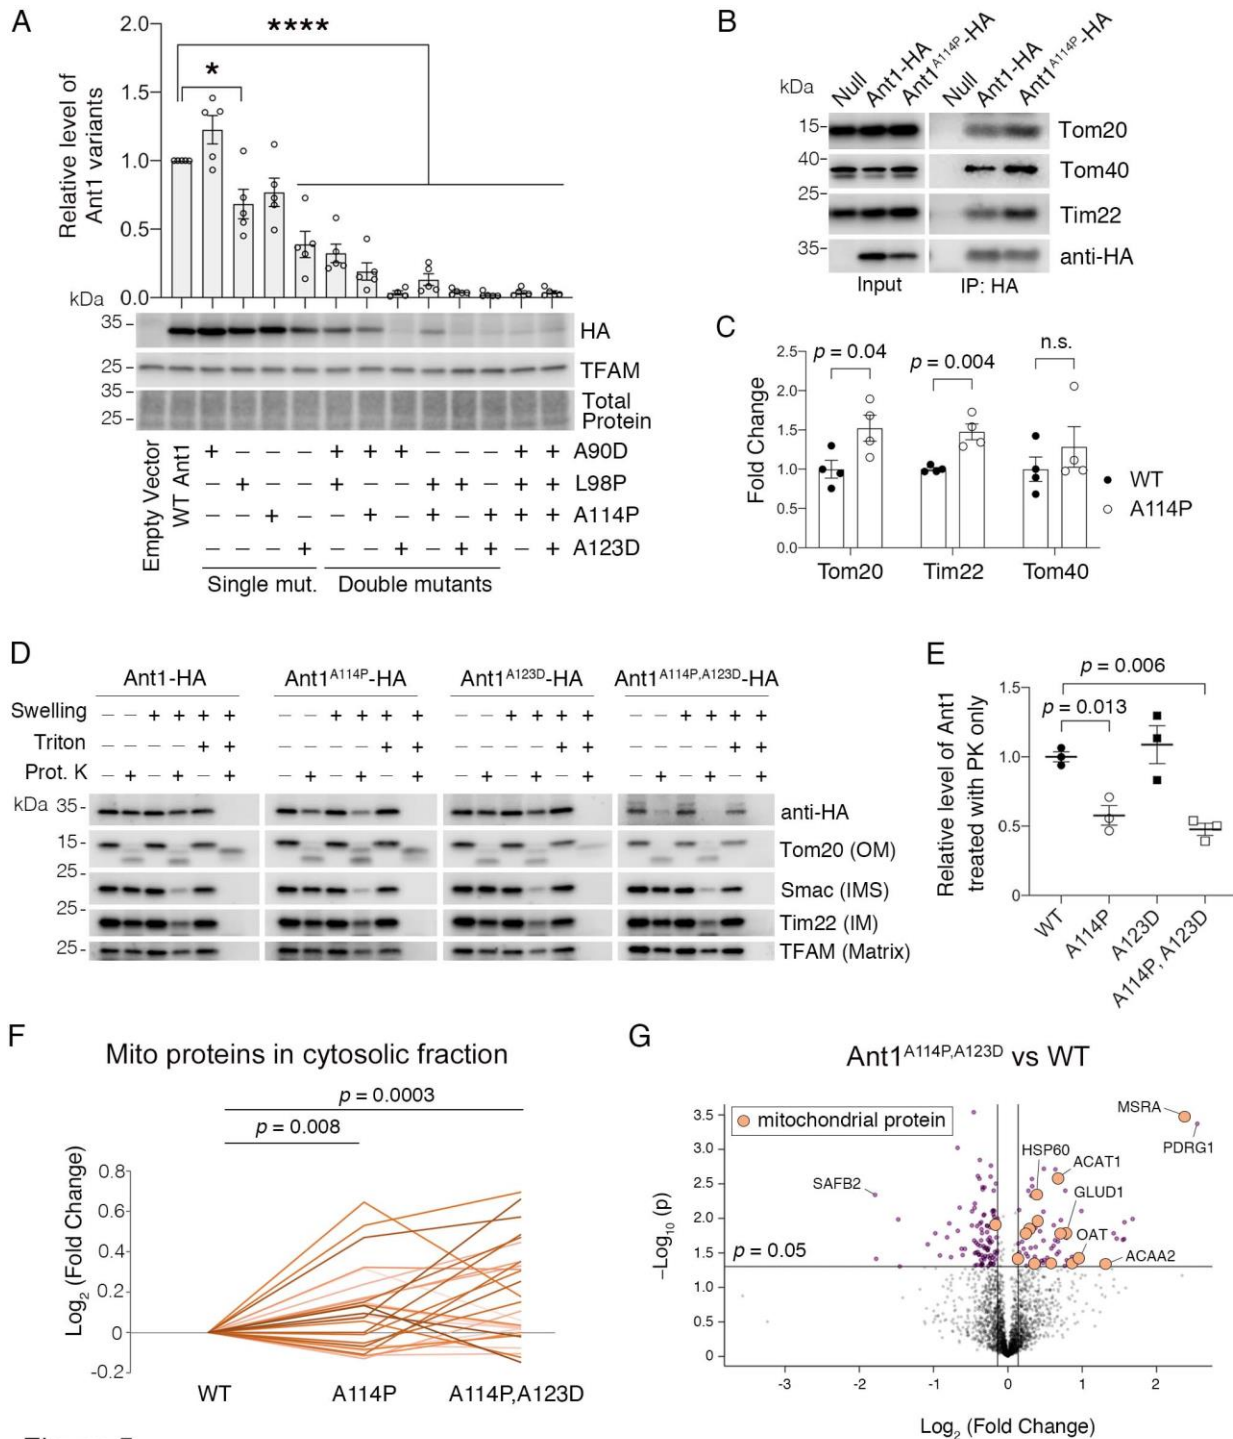 A
Relative level of
Ant1 variants
2.0
1.5
1.0
0.5
0.0
****
*
kDa
35
HA
25
TFAM
35
25
Total
Protein
Empty Vector
WT Ant1
+ − − − + + + − − − + + A90D
− + − − + − − + + − + + L98P
− − + − − + − + − + + + A114P
− − − + − − + − + + − + A123D
Single mut.
Double mutants
B
kDa
Null
Ant1-HA
Ant1A114P-HA
Null
Ant1-HA
Ant1A114P-HA
15
Tom20
40
Tom40
Tim22
25
35
anti-HA
Input
IP: HA
C
Fold Change
2.5
2.0
1.5
1.0
0.5
0.0
p = 0.04
p = 0.004
n.s.
WT
A114P
Tom20
Tim22
Tom40
D
Ant1-HA
Ant1A114P-HA
Ant1A123D-HA
Ant1A114P,A123D-HA
Swelling − − + + + + − − + + + + − − + + + + − − + + + +
Triton − − − − + + − − − − + + − − − − + + − − − − + +
Prot. K − + − + − + − + − + − + − + − + − + − + − + − +
kDa
35
anti-HA
15
Tom20 (OM)
25
Smac (IMS)
25
Tim22 (IM)
25
TFAM (Matrix)
E
Relative level of Ant1
treated with PK only
1.5
1.0
0.5
0
p = 0.006
p = 0.013
WT
A114P
A123D
A114P, A123D
F
Mito proteins in cytosolic fraction
p = 0.0003
p = 0.008
Log2 (Fold Change)
0.8
0.6
0.4
0.2
0
-0.2
WT
A114P
A114P,A123D
G
Ant1A114P,A123D vs WT
mitochondrial protein
−Log10 (p)
3.5
3.0
2.5
2.0
1.5
1.0
0.5
0
p = 0.05
MSRA
PDRG1
HSP60
ACAT1
SAFB2
GLUD1
OAT
ACAA2
-3
-2
-1
0
1
2
Log2 (Fold Change)